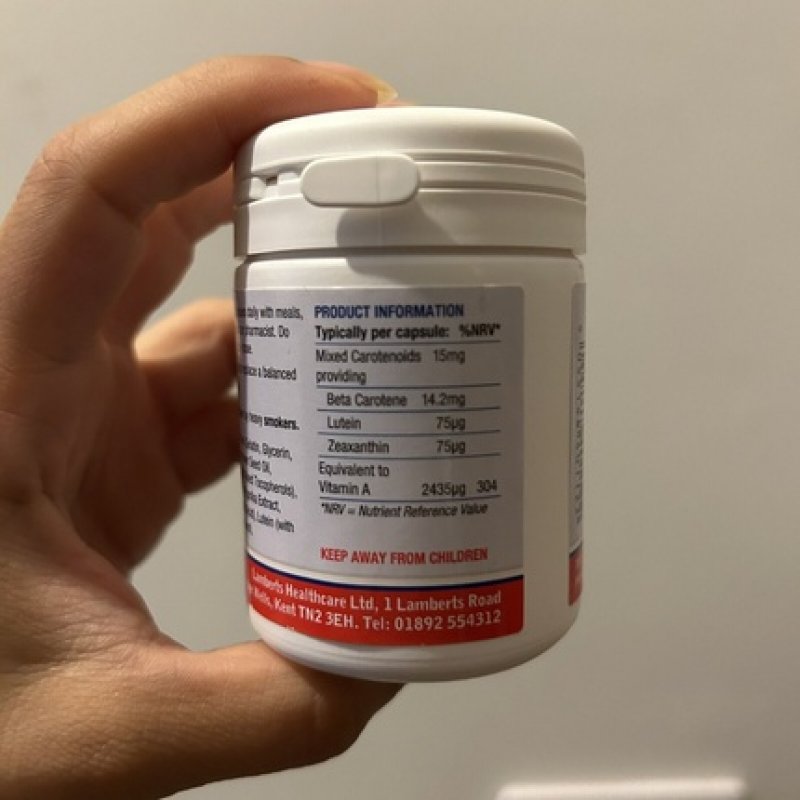 daily with meals,
pharmacist. Do
a balanced
heavy smokers.
Glycerin,
Seed Oil,
Tocopherols),
Extract,
Lutein (with
PRODUCT INFORMATION
Typically per capsule: %NRV*
Mixed Carotenoids 15mg
providing
Beta Carotene 14.2mg
Lutein 75µg
Zeaxanthin 75µg
Equivalent to
Vitamin A 2435µg 304
*NRV = Nutrient Reference Value
KEEP AWAY FROM CHILDREN
Lamberts Healthcare Ltd, 1 Lamberts Road
Wells, Kent TN2 3EH. Tel: 01892 554312